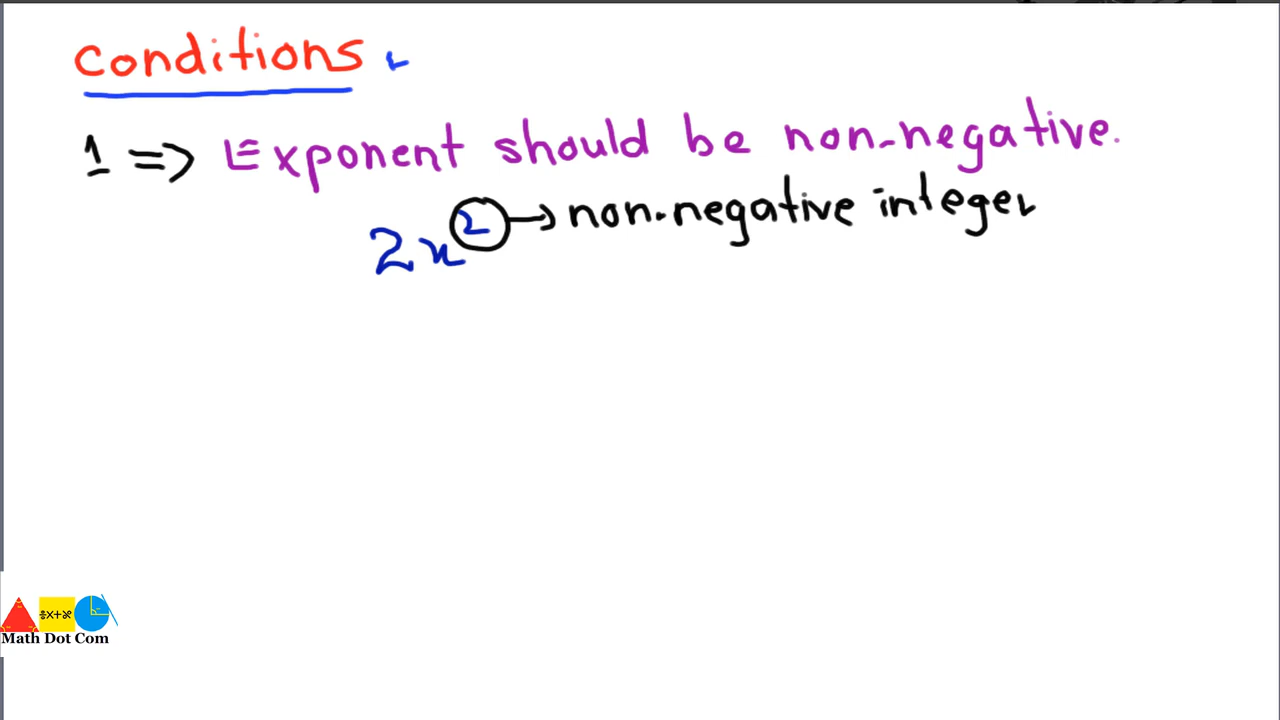 Conditions
1 => Exponent should be non-negative.
2x² → non-negative integer
÷x+
Math Dot Com